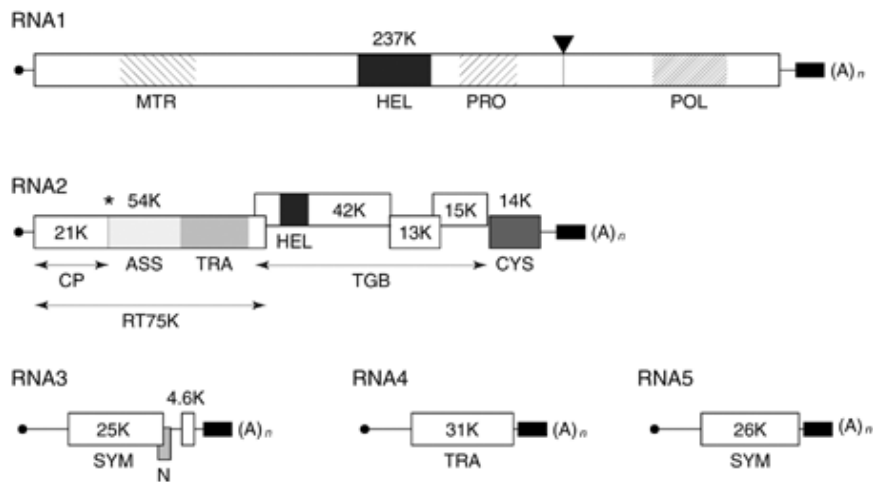 RNA1
237K
(A)n
MTR HEL PRO POL
RNA2
* 54K 14K
42K 15K
21K 13K (A)n
HEL
CP ASS TRA TGB CYS
RT75K
RNA3 RNA4 RNA5
4.6K
25K (A)n 31K (A)n 26K (A)n
SYM TRA SYM
N